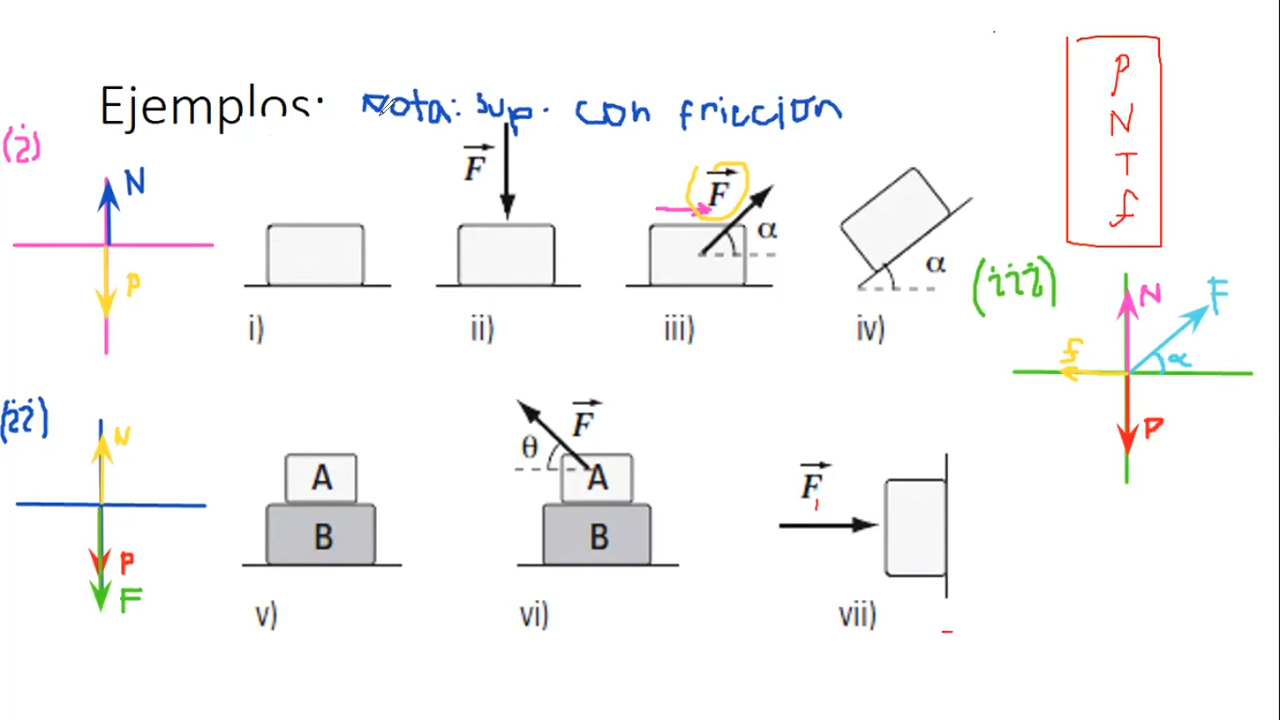 Ejemplos: Nota: Sup. con friccion
P
N
T
f
(i)
N
P
F
F
α
α
i)
ii)
iii)
iv)
(iii)
N
F
f
α
P
(ii)
N
P
F
A
B
F
θ
A
B
F
v)
vi)
vii)